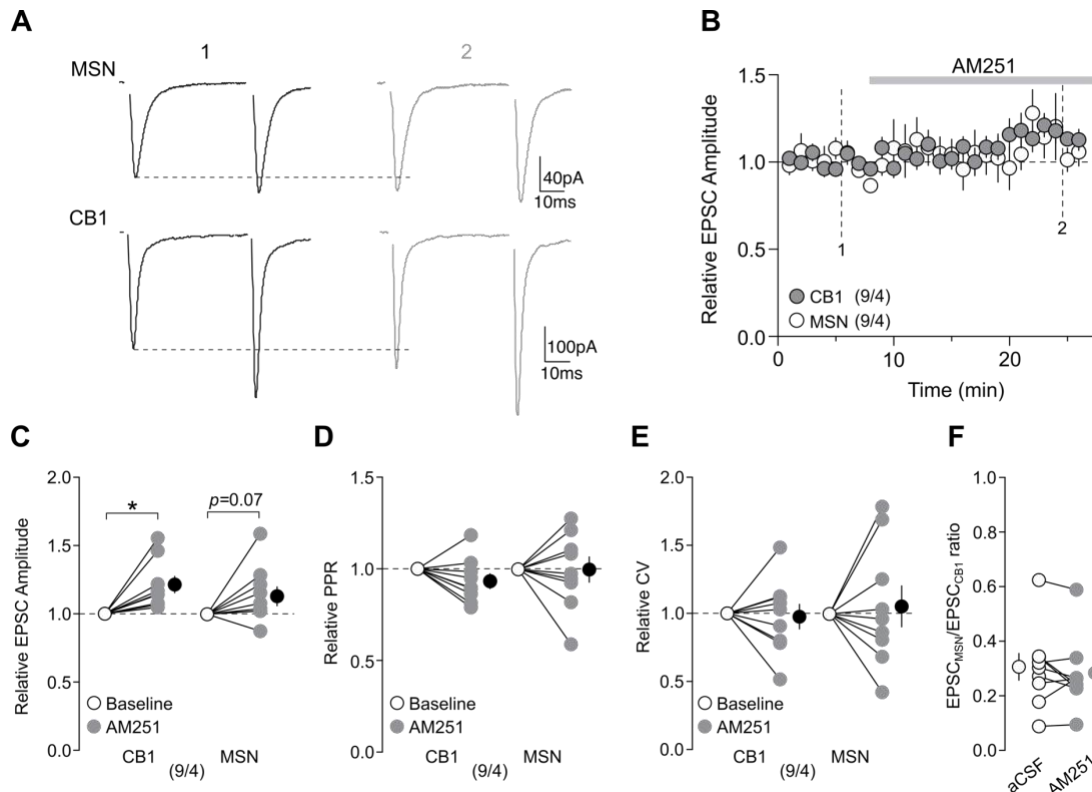 A
1
2
MSN
40pA
10ms
CB1
100pA
10ms
B
AM251
1.5
1.0
0.5
0.0
Relative EPSC Amplitude
1
2
CB1 (9/4)
MSN (9/4)
0
10
20
Time (min)
C
2.0
1.5
1.0
0.5
0.0
Relative EPSC Amplitude
*
p=0.07
Baseline
AM251
CB1
MSN
(9/4)
D
1.5
1.0
0.5
0.0
Relative PPR
Baseline
AM251
CB1
MSN
(9/4)
E
2.0
1.5
1.0
0.5
0.0
Relative CV
Baseline
AM251
CB1
MSN
(9/4)
F
1.0
0.8
0.6
0.4
0.2
0.0
EPSCMSN/EPSCCB1 ratio
aCSF
AM251